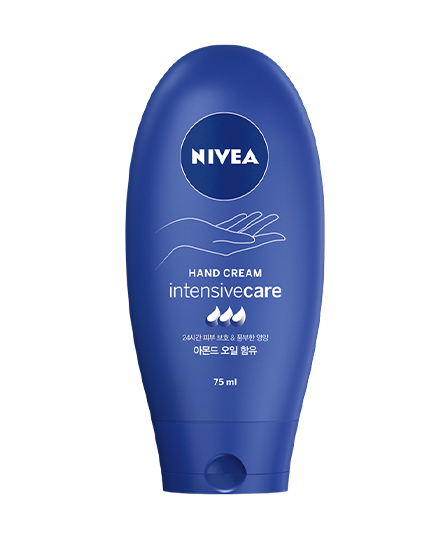 NIVEA
HAND CREAM
intensivecare
24시간 피부 보호 & 풍부한 영양
아몬드 오일 함유
75 ml